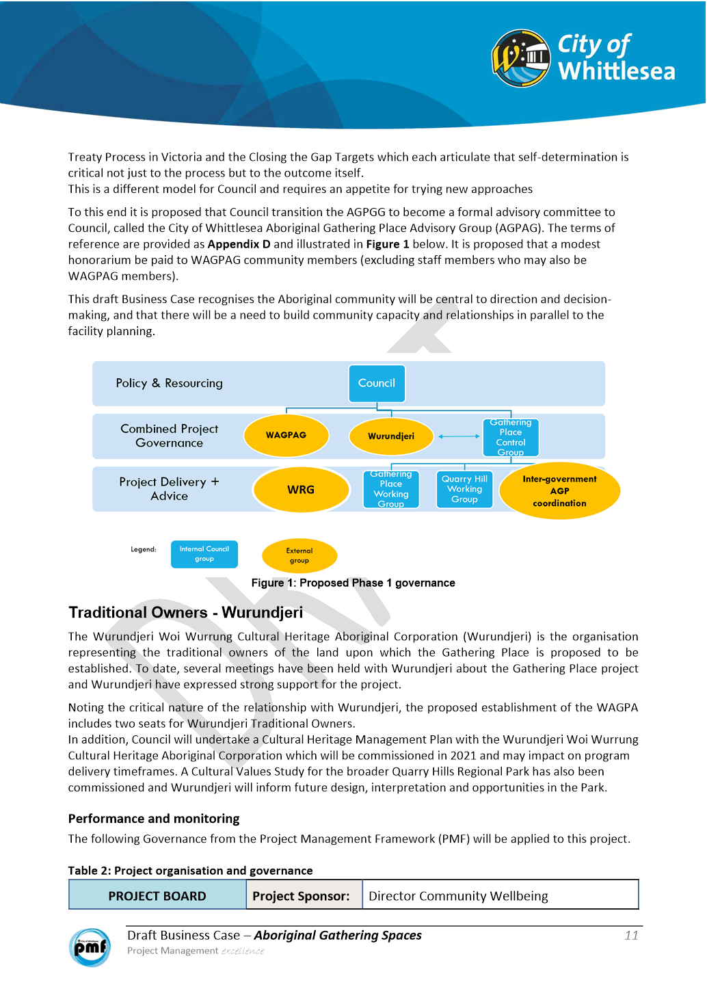 City of
Whittlesea
Treaty Process in Victoria and the Closing the Gap Targets which each articulate that self-determination is
critical not just to the process but to the outcome itself.
This is a different model for Council and requires an appetite for trying new approaches
To this end it is proposed that Council transition the AGPGG to become a formal advisory committee to
Council, called the City of Whittlesea Aboriginal Gathering Place Advisory Group (AGPAG). The terms of
reference are provided as Appendix D and illustrated in Figure 1 below. It is proposed that a modest
honorarium be paid to WAGPAG community members (excluding staff members who may also be
WAGPAG members).
This draft Business Case recognises the Aboriginal community will be central to direction and decision-
making, and that there will be a need to build community capacity and relationships in parallel to the
facility planning.
Policy & Resourcing
Council
Combined Project
Governance
WAGPAG
Wurundjeri
Gathering
Place
Control
Group
Project Delivery +
Advice
WRG
Gathering
Place
Working
Group
Quarry Hill
Working
Group
Inter-government
AGP
coordination
Legend:
Internal Council
group
External
group
Figure 1: Proposed Phase 1 governance
Traditional Owners - Wurundjeri
The Wurundjeri Woi Wurrung Cultural Heritage Aboriginal Corporation (Wurundjeri) is the organisation
representing the traditional owners of the land upon which the Gathering Place is proposed to be
established. To date, several meetings have been held with Wurundjeri about the Gathering Place project
and Wurundjeri have expressed strong support for the project.
Noting the critical nature of the relationship with Wurundjeri, the proposed establishment of the WAGPA
includes two seats for Wurundjeri Traditional Owners.
In addition, Council will undertake a Cultural Heritage Management Plan with the Wurundjeri Woi Wurrung
Cultural Heritage Aboriginal Corporation which will be commissioned in 2021 and may impact on program
delivery timeframes. A Cultural Values Study for the broader Quarry Hills Regional Park has also been
commissioned and Wurundjeri will inform future design, interpretation and opportunities in the Park.
Performance and monitoring
The following Governance from the Project Management Framework (PMF) will be applied to this project.
Table 2: Project organisation and governance
PROJECT BOARD
Project Sponsor:
Director Community Wellbeing
City of Whittlesea
pmf
Draft Business Case – Aboriginal Gathering Spaces
11
Project Management excellence